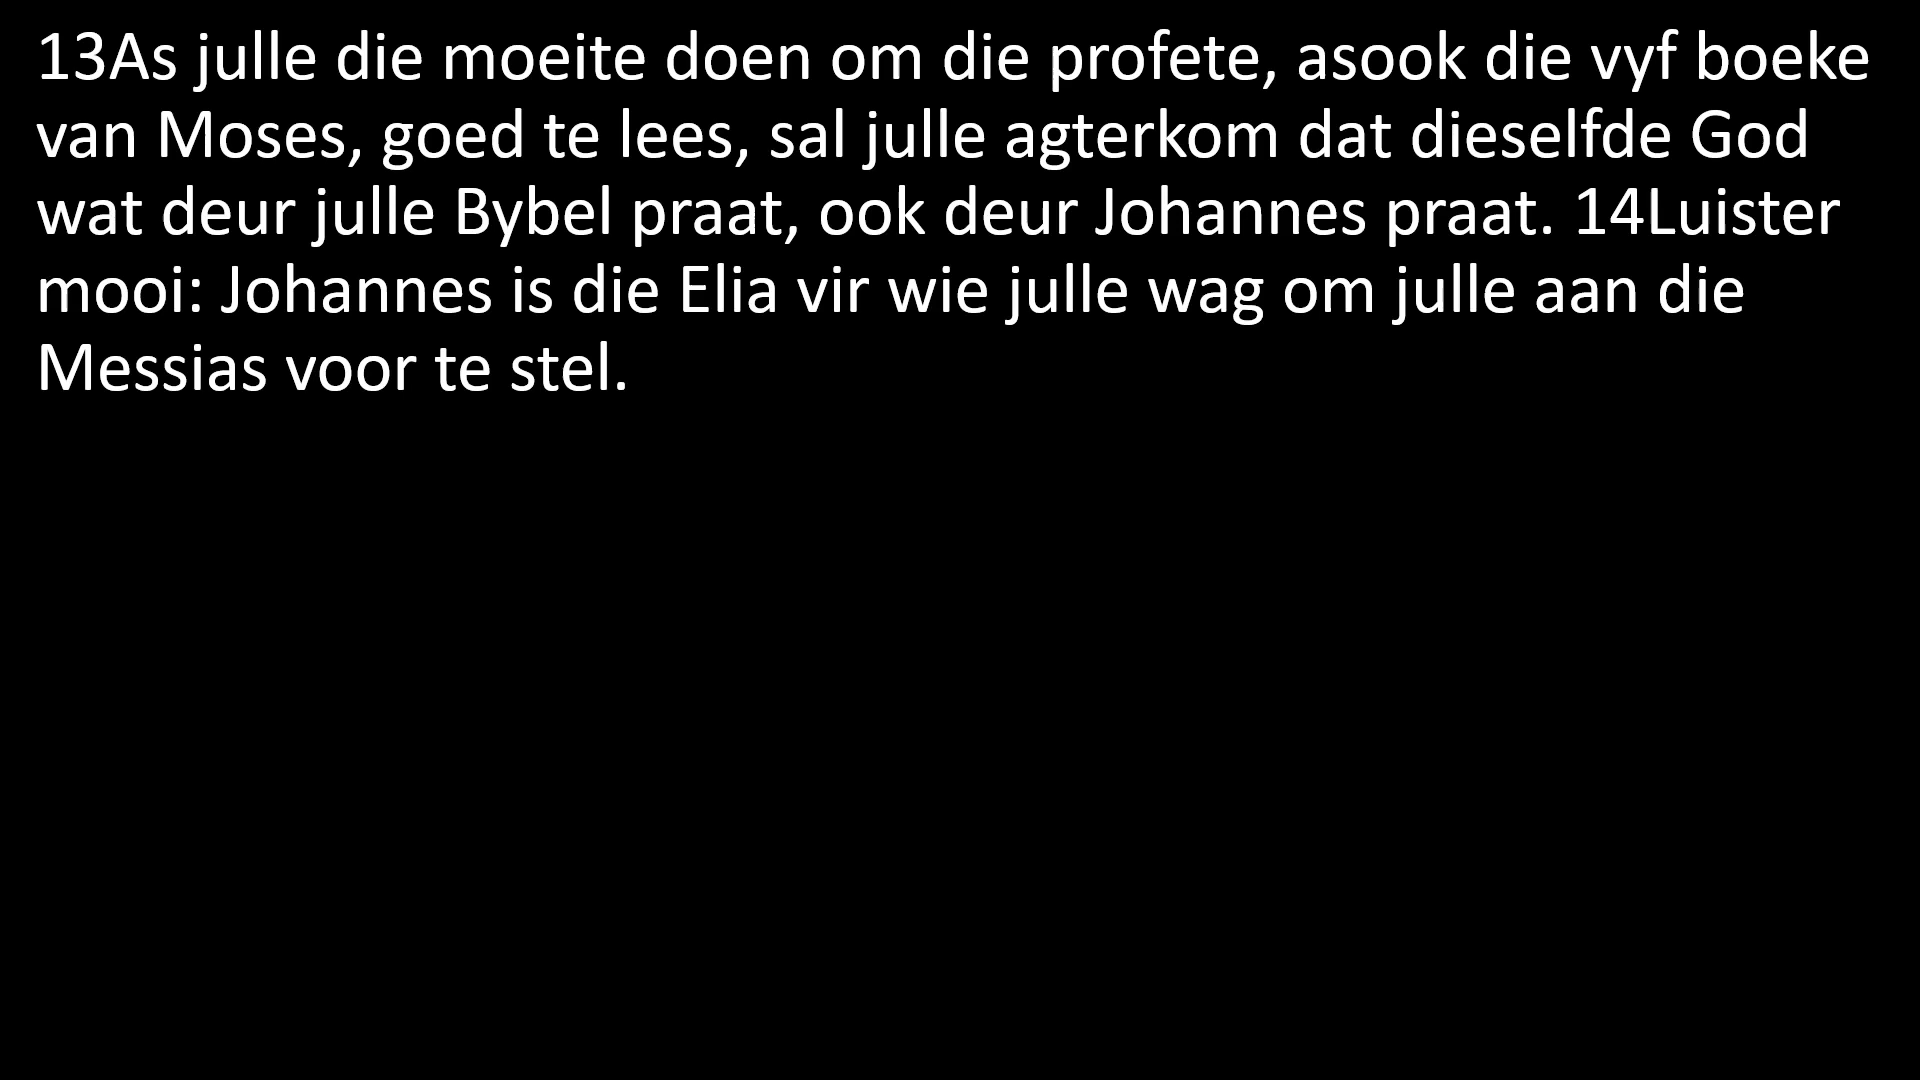 13As julle die moeite doen om die profete, asook die vyf boeke
van Moses, goed te lees, sal julle agterkom dat dieselfde God
wat deur julle Bybel praat, ook deur Johannes praat. 14Luister
mooi: Johannes is die Elia vir wie julle wag om julle aan die
Messias voor te stel.